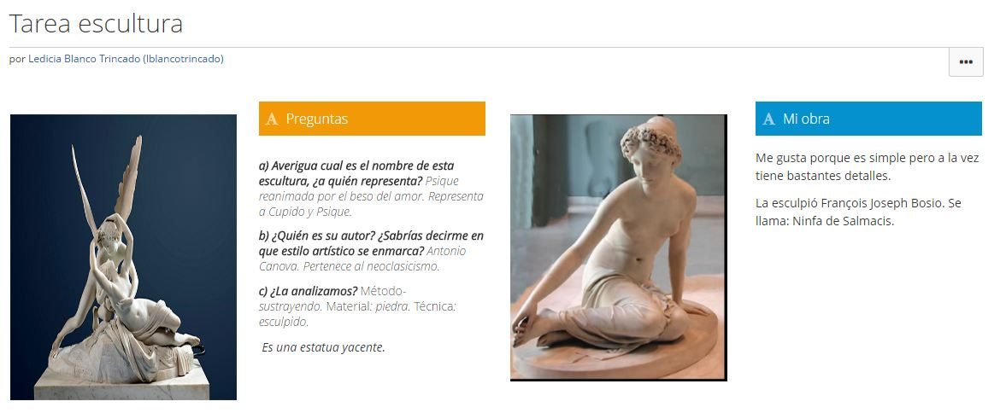 Tarea escultura
por Ledicia Blanco Trincado (lblancotrincado)
A Preguntas
a) Averigua cual es el nombre de esta
escultura, ¿a quién representa? Psique
reanimada por el beso del amor. Representa
a Cupido y Psique.
b) ¿Quién es su autor? ¿Sabrías decirme en
que estilo artístico se enmarca? Antonio
Canova. Pertenece al neoclasicismo.
c) ¿La analizamos? Método-
sustrayendo. Material: piedra. Técnica:
esculpido.
Es una estatua yacente.
A Mi obra
Me gusta porque es simple pero a la vez
tiene bastantes detalles.
La esculpió François Joseph Bosio. Se
llama: Ninfa de Salmacis.